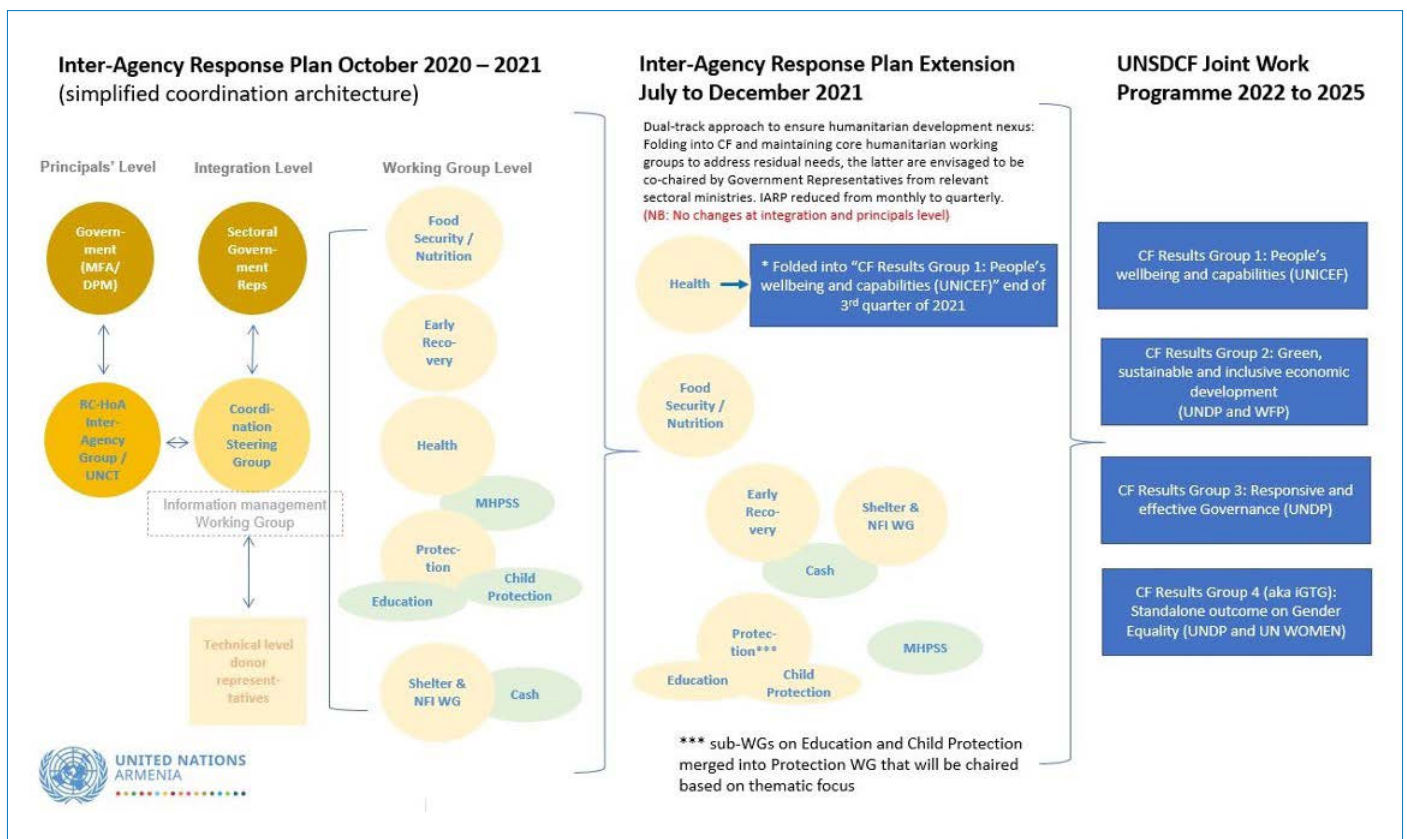 Inter-Agency Response Plan October 2020 – 2021
(simplified coordination architecture)
Principals' Level
Integration Level
Working Group Level
Govern-
ment
(MFA/
DPM)
Sectoral
Govern-
ment
Reps
RC-HoA
Inter-
Agency
Group /
UNCT
Coordi-
nation
Steering
Group
Information management
Working Group
Technical level
donor
represent-
tatives
Food
Security /
Nutrition
Early
Reco-
very
Health
MHPSS
Protec-
tion
Education
Child
Protection
Shelter &
NFI WG
Cash
UNITED NATIONS
ARMENIA
Inter-Agency Response Plan Extension
July to December 2021
Dual-track approach to ensure humanitarian development nexus:
Folding into CF and maintaining core humanitarian working
groups to address residual needs, the latter are envisaged to be
co-chaired by Government Representatives from relevant
sectoral ministries. IARP reduced from monthly to quarterly.
(NB: No changes at integration and principals level)
Health
* Folded into "CF Results Group 1: People's
wellbeing and capabilities (UNICEF)" end of
3rd quarter of 2021
Food
Security /
Nutrition
Early
Reco-
very
Shelter &
NFI WG
Cash
Protec-
tion***
MHPSS
Education
Child
Protection
*** sub-WGs on Education and Child Protection
merged into Protection WG that will be chaired
based on thematic focus
UNSDCF Joint Work
Programme 2022 to 2025
CF Results Group 1: People's
wellbeing and capabilities (UNICEF)
CF Results Group 2: Green,
sustainable and inclusive economic
development
(UNDP and WFP)
CF Results Group 3: Responsive and
effective Governance (UNDP)
CF Results Group 4 (aka iGTG):
Standalone outcome on Gender
Equality (UNDP and UN WOMEN)